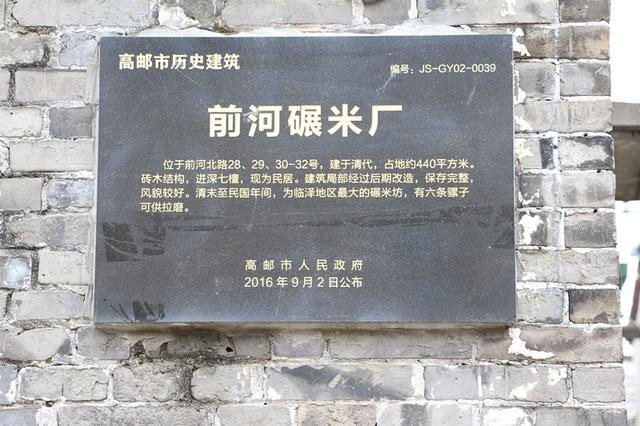 高邮市历史建筑
编号：JS-GY02-0039
前河碾米厂
位于前河北路28、29、30-32号，建于清代，占地约440平方米。
砖木结构，进深七檩，现为民居。建筑局部经过后期改造，保存完整，
风貌较好。清末至民国年间，为临泽地区最大的碾米坊，有六条骡子
可供拉磨。
高邮市人民政府
2016年9月2日公布